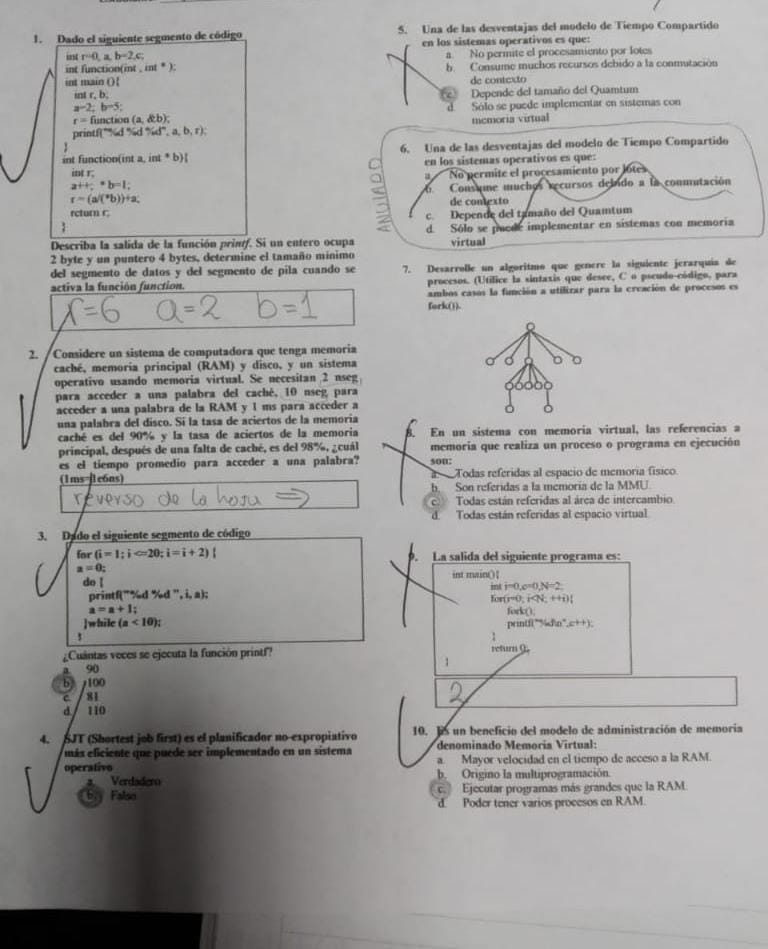 1. Dado el siguiente segmento de código
int r=0, a, b=2,c;
int function(int , int * );
int main (){
int r, b;
a=2; b=5;
r = function (a, &b);
printf("%d %d %d", a, b, r);
}
int function(int a, int * b){
int r;
a++; *b=1;
r = (a/(*b))+a;
return r;
}
Describa la salida de la función printf. Si un entero ocupa
2 byte y un puntero 4 bytes, determine el tamaño mínimo
del segmento de datos y del segmento de pila cuando se
activa la función function.
r=6 a=2 b=1
2. Considere un sistema de computadora que tenga memoria
caché, memoria principal (RAM) y disco, y un sistema
operativo usando memoria virtual. Se necesitan 2 nseg
para acceder a una palabra del caché, 10 nseg para
acceder a una palabra de la RAM y 1 ms para acceder a
una palabra del disco. Si la tasa de aciertos de la memoria
caché es del 90% y la tasa de aciertos de la memoria
principal, después de una falta de caché, es del 98%, ¿cuál
es el tiempo promedio para acceder a una palabra?
(1ms=1e6ns)
reverso de la hoja ⇒
3. Dado el siguiente segmento de código
for (i = 1; i <=20; i = i + 2) {
a = 0;
do {
printf("%d %d ", i, a);
a = a + 1;
}while (a < 10);
}
¿Cuántas veces se ejecuta la función printf?
a. 90
b. 100
c. 81
d. 110
4. SJT (Shortest job first) es el planificador no-expropiativo
más eficiente que puede ser implementado en un sistema
operativo
a. Verdadero
b. Falso
5. Una de las desventajas del modelo de Tiempo Compartido
en los sistemas operativos es que:
a. No permite el procesamiento por lotes
b. Consume muchos recursos debido a la conmutación
de contexto
c. Depende del tamaño del Quamtum
d. Sólo se puede implementar en sistemas con
memoria virtual
ANULADO
6. Una de las desventajas del modelo de Tiempo Compartido
en los sistemas operativos es que:
a. No permite el procesamiento por lotes
b. Consume muchos recursos debido a la conmutación
de contexto
c. Depende del tamaño del Quamtum
d. Sólo se puede implementar en sistemas con memoria
virtual
7. Desarrolle un algoritmo que genere la siguiente jerarquía de
procesos. (Utilice la sintaxis que desee, C o pseudo-código, para
ambos casos la función a utilizar para la creación de procesos es
fork()).
8. En un sistema con memoria virtual, las referencias a
memoria que realiza un proceso o programa en ejecución
son:
a. Todas referidas al espacio de memoria físico.
b. Son referidas a la memoria de la MMU.
c. Todas están referidas al área de intercambio.
d. Todas están referidas al espacio virtual.
9. La salida del siguiente programa es:
int main(){
int i=0,c=0,N=2;
for(i=0; i<N; ++i){
fork();
printf("%d\n",c++);
}
return 0;
}
2
10. Es un beneficio del modelo de administración de memoria
denominado Memoria Virtual:
a. Mayor velocidad en el tiempo de acceso a la RAM.
b. Origino la multiprogramación.
c. Ejecutar programas más grandes que la RAM.
d. Poder tener varios procesos en RAM.